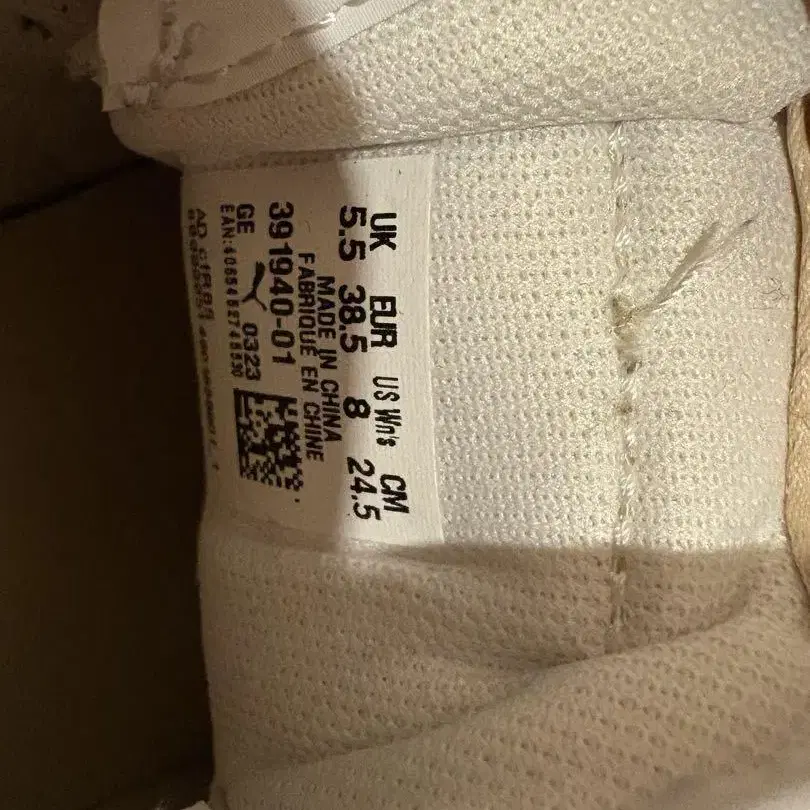 UK EUR US Wn's CM
5.5 38.5 8 24.5
MADE IN CHINA
FABRIQUE EN CHINE
391940-01
GE 0323